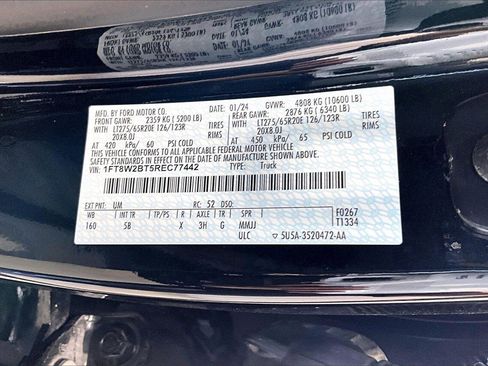 MFD. BY FORD MOTOR CO. 01/24 GVWR: 4808 KG (10600 LB)
FRONT GAWR: 2359 KG (5200 LB) REAR GAWR: 2876 KG (6340 LB)
WITH LT275/65R20E 126/123R WITH LT275/65R20E 126/123R
TIRES 20X8.0J TIRES 20X8.0J
RIMS RIMS
AT 420 kPa/ 60 PSI COLD AT 450 kPa/ 65 PSI COLD
THIS VEHICLE CONFORMS TO ALL APPLICABLE FEDERAL MOTOR VEHICLE
SAFETY AND THEFT PREVENTION STANDARDS IN EFFECT ON THE DATE OF MANUFACTURE SHOWN ABOVE.
VIN: 1FT8W2BT5REC77442 TYPE: Truck
EXT PNT: UM RC: 52 DSO:
WB INT TR TP/PS R AXLE TR SPR F0267
160 5B X 3H G MMJJ T1334
ULC 5U5A-3520472-AA